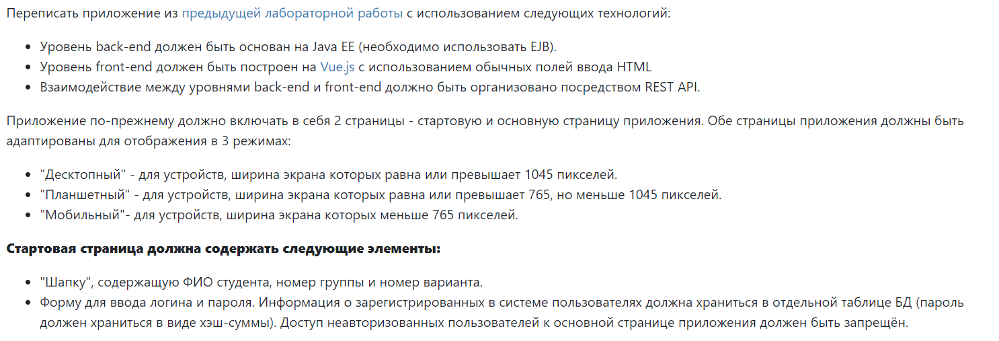 Переписать приложение из предыдущей лабораторной работы с использованием следующих технологий:
• Уровень back-end должен быть основан на Java EE (необходимо использовать EJB).
• Уровень front-end должен быть построен на Vue.js с использованием обычных полей ввода HTML
• Взаимодействие между уровнями back-end и front-end должно быть организовано посредством REST API.
Приложение по-прежнему должно включать в себя 2 страницы - стартовую и основную страницу приложения. Обе страницы приложения должны быть
адаптированы для отображения в 3 режимах:
• "Десктопный" - для устройств, ширина экрана которых равна или превышает 1045 пикселей.
• "Планшетный" - для устройств, ширина экрана которых равна или превышает 765, но меньше 1045 пикселей.
• "Мобильный"- для устройств, ширина экрана которых меньше 765 пикселей.
Стартовая страница должна содержать следующие элементы:
• "Шапку", содержащую ФИО студента, номер группы и номер варианта.
• Форму для ввода логина и пароля. Информация о зарегистрированных в системе пользователях должна храниться в отдельной таблице БД (пароль
должен храниться в виде хэш-суммы). Доступ неавторизованных пользователей к основной странице приложения должен быть запрещён.